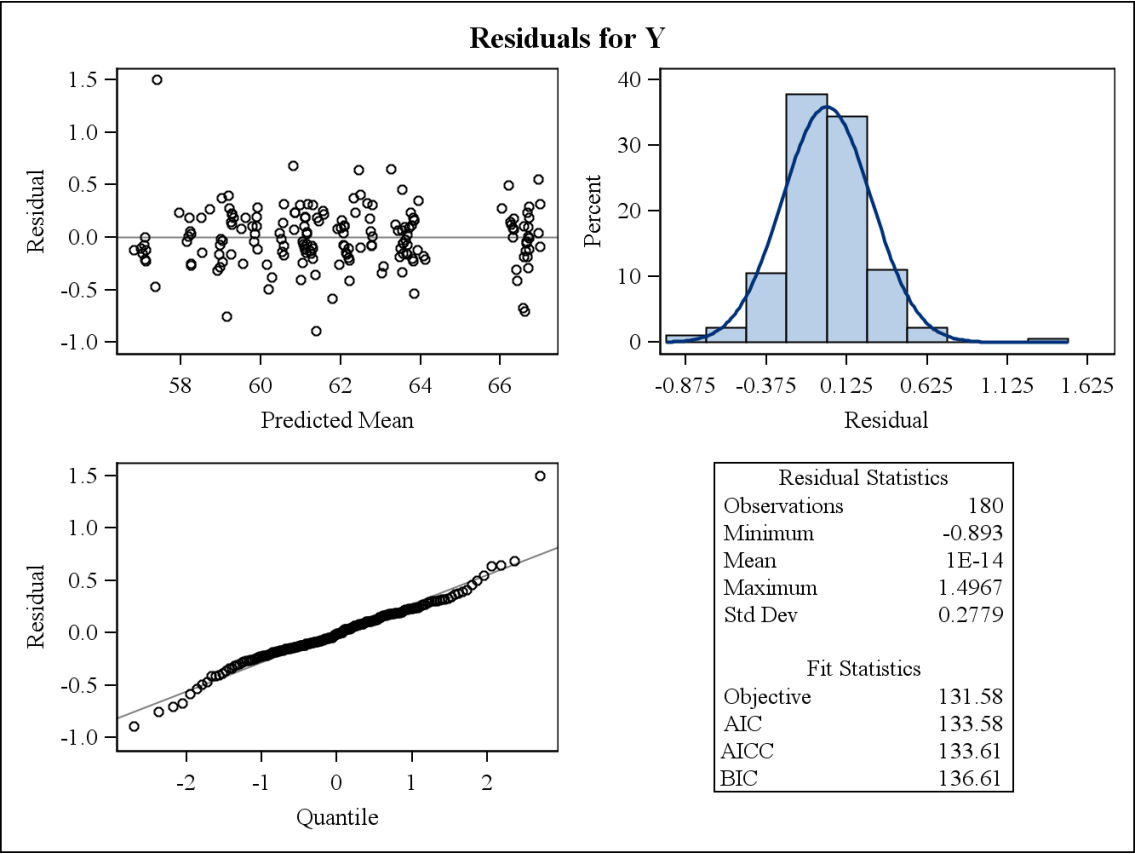 Residuals for Y
1.5
1.0
0.5
0.0
-0.5
-1.0
Residual
58 60 62 64 66
Predicted Mean
40
30
20
10
0
Percent
-0.875 -0.375 0.125 0.625 1.125 1.625
Residual
1.5
1.0
0.5
0.0
-0.5
-1.0
Residual
-2 -1 0 1 2
Quantile
Residual Statistics
Observations 180
Minimum -0.893
Mean 1E-14
Maximum 1.4967
Std Dev 0.2779
Fit Statistics
Objective 131.58
AIC 133.58
AICC 133.61
BIC 136.61